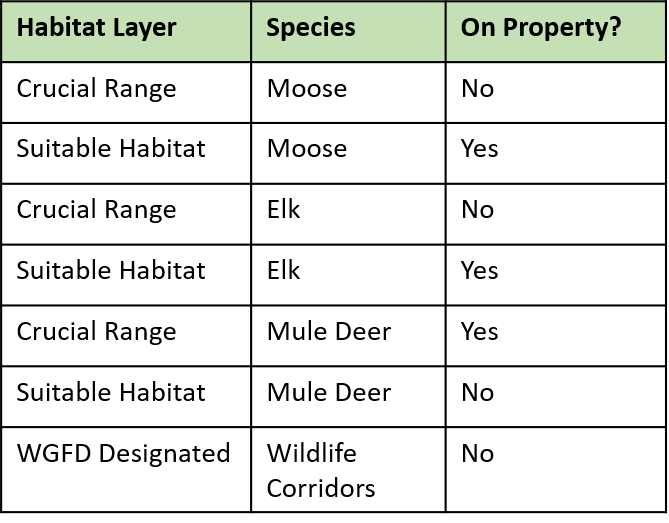 Habitat Layer Species On Property?
Crucial Range Moose No
Suitable Habitat Moose Yes
Crucial Range Elk No
Suitable Habitat Elk Yes
Crucial Range Mule Deer Yes
Suitable Habitat Mule Deer No
WGFD Designated Wildlife No
Corridors